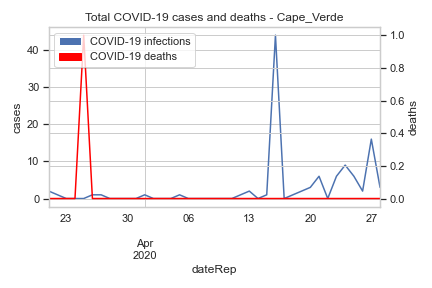 Total COVID-19 cases and deaths - Cape_Verde
COVID-19 infections
COVID-19 deaths
cases
40
30
20
10
0
deaths
1.0
0.8
0.6
0.4
0.2
0.0
23 30 06 13 20 27
Apr
2020
dateRep